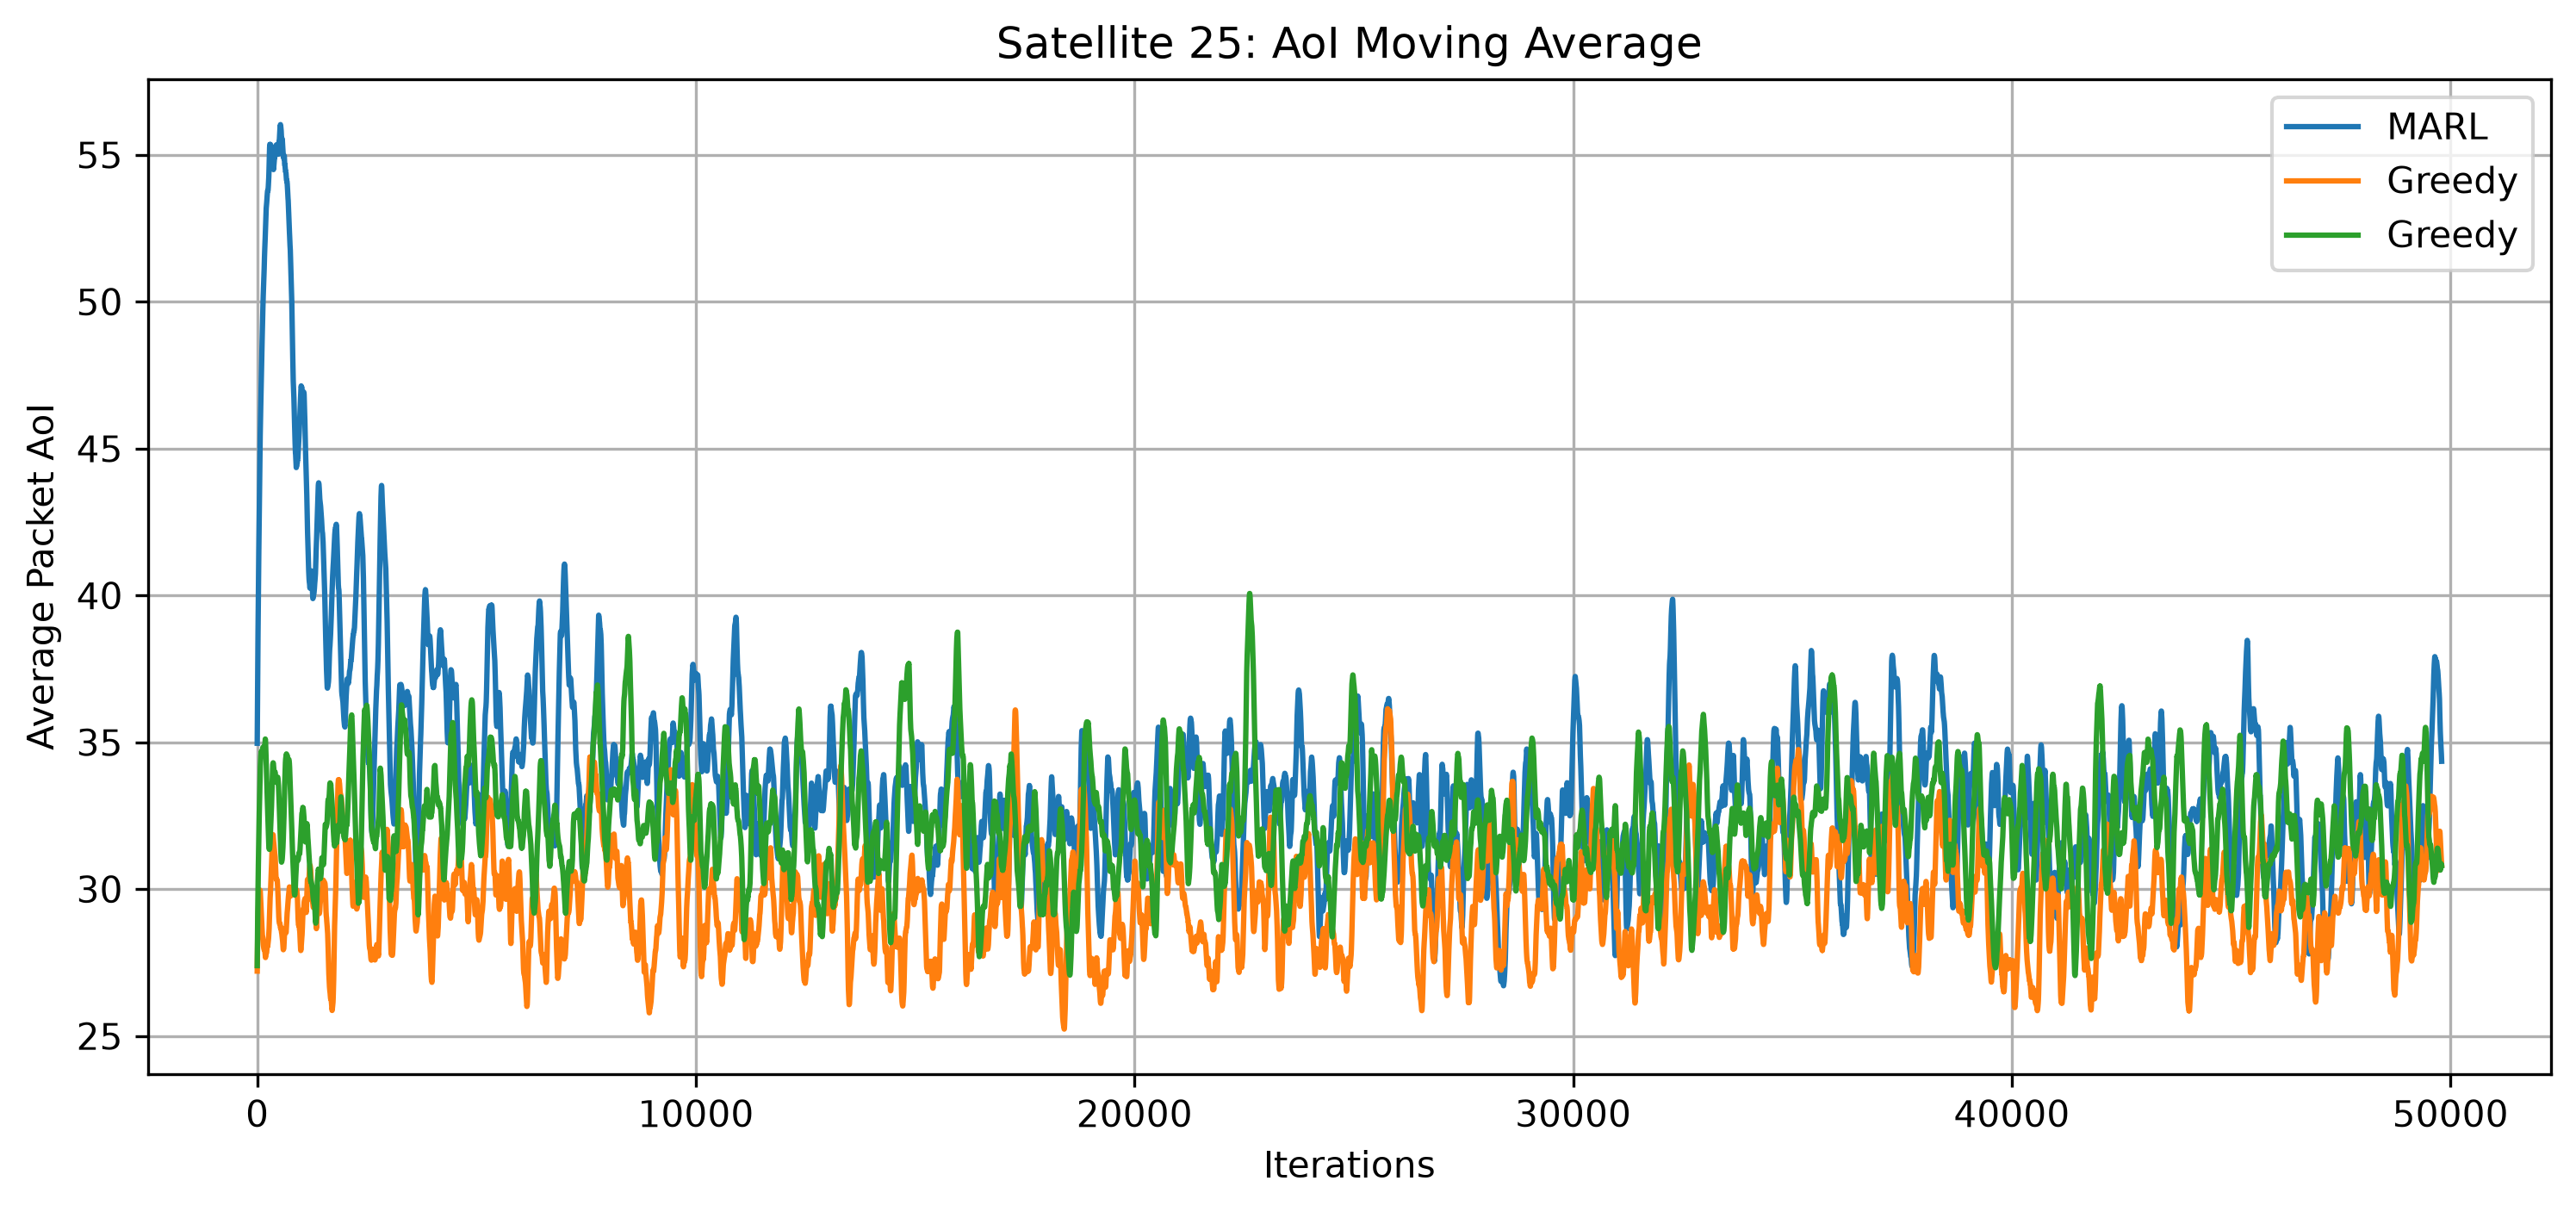 Satellite 25: AoI Moving Average
MARL
Greedy
Greedy
Average Packet AoI
55
50
45
40
35
30
25
0
10000
20000
30000
40000
50000
Iterations